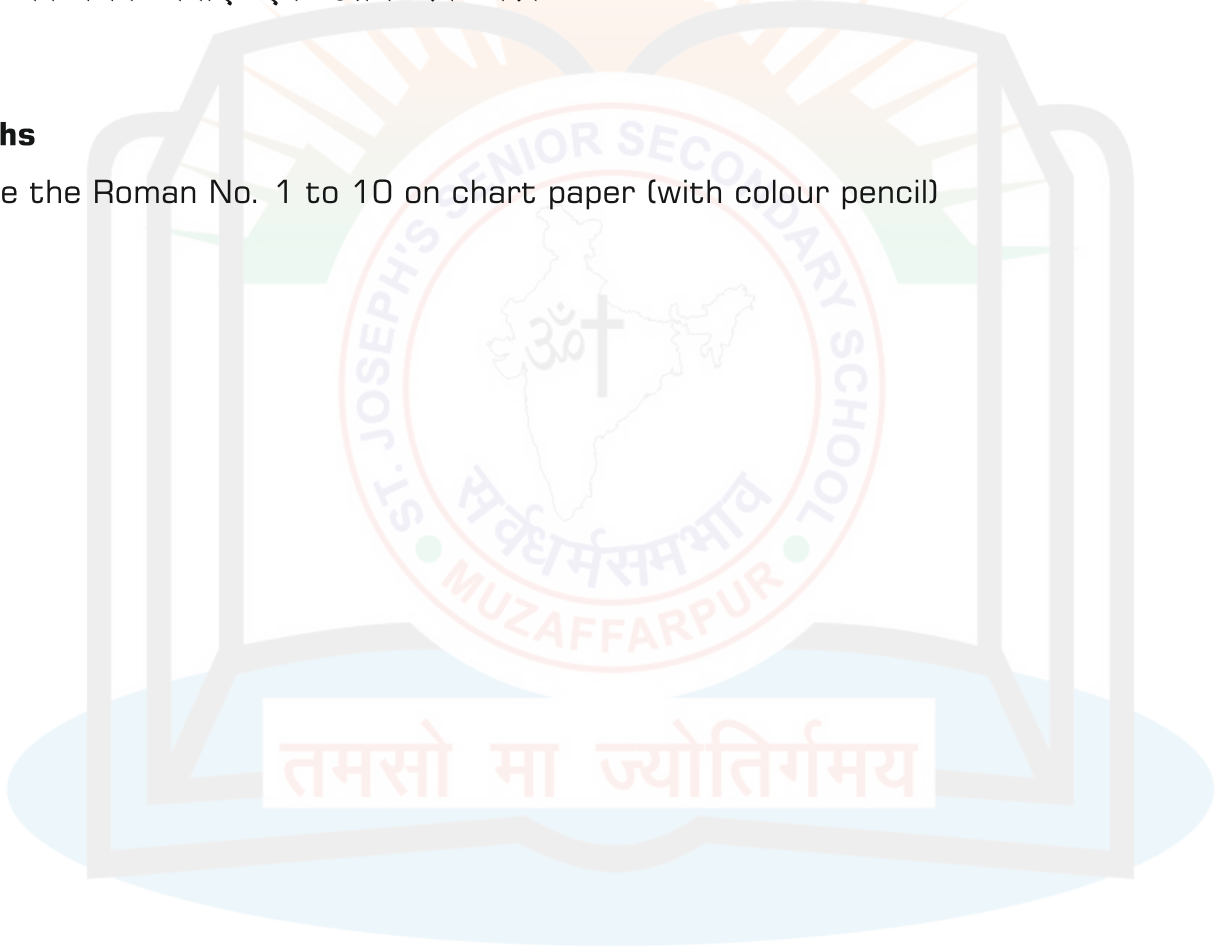 hs
e the Roman No. 1 to 10 on chart paper (with colour pencil)
ST. JOSEPH'S SENIOR SECONDARY SCHOOL
ॐ
सर्वधर्मसमभाव
MUZAFFARPUR
तमसो मा ज्योतिर्गमय